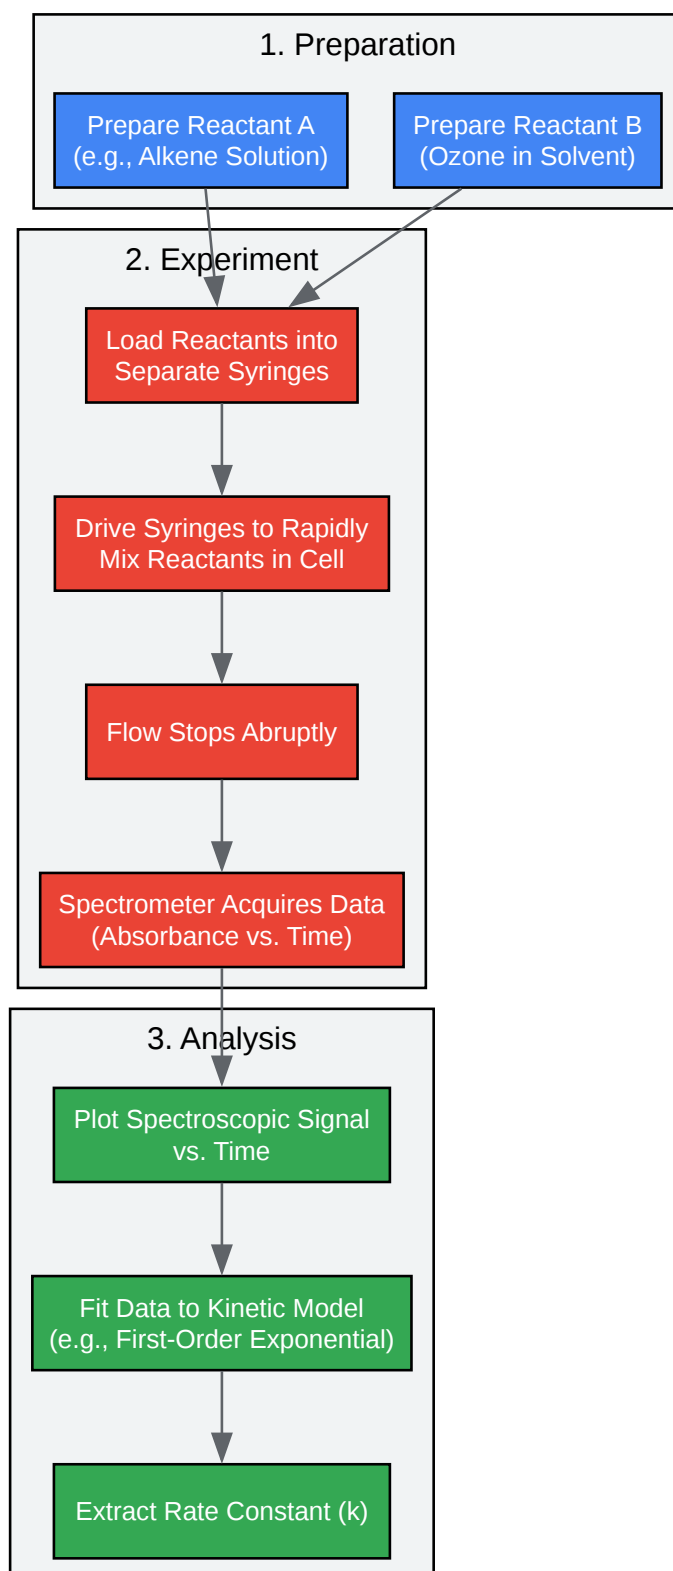 1. Preparation
Prepare Reactant A
(e.g., Alkene Solution)
Prepare Reactant B
(Ozone in Solvent)
2. Experiment
Load Reactants into
Separate Syringes
Drive Syringes to Rapidly
Mix Reactants in Cell
Flow Stops Abruptly
Spectrometer Acquires Data
(Absorbance vs. Time)
3. Analysis
Plot Spectroscopic Signal
vs. Time
Fit Data to Kinetic Model
(e.g., First-Order Exponential)
Extract Rate Constant (k)